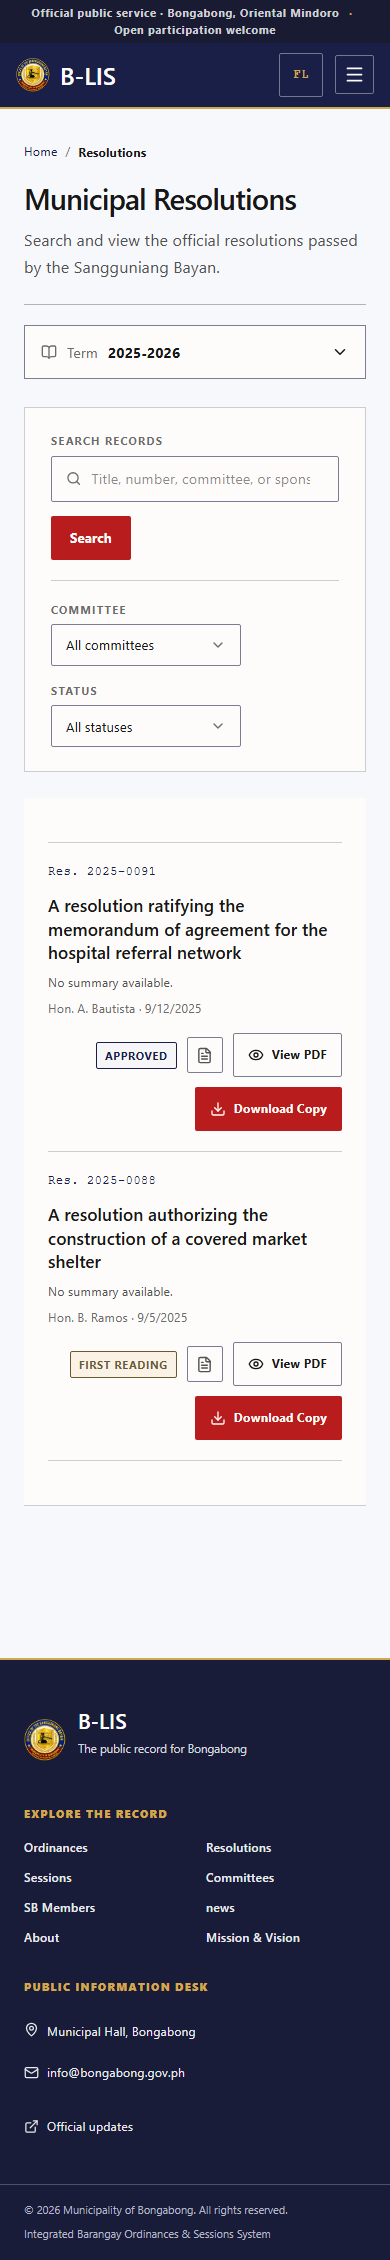 Official public service · Bongabong, Oriental Mindoro ·
Open participation welcome
B-LIS
FL
Home / Resolutions
Municipal Resolutions
Search and view the official resolutions passed
by the Sangguniang Bayan.
Term 2025-2026
SEARCH RECORDS
Title, number, committee, or spons
Search
COMMITTEE
All committees
STATUS
All statuses
Res. 2025-0091
A resolution ratifying the
memorandum of agreement for the
hospital referral network
No summary available.
Hon. A. Bautista · 9/12/2025
APPROVED
View PDF
Download Copy
Res. 2025-0088
A resolution authorizing the
construction of a covered market
shelter
No summary available.
Hon. B. Ramos · 9/5/2025
FIRST READING
View PDF
Download Copy
B-LIS
The public record for Bongabong
EXPLORE THE RECORD
Ordinances Resolutions
Sessions Committees
SB Members news
About Mission & Vision
PUBLIC INFORMATION DESK
Municipal Hall, Bongabong
info@bongabong.gov.ph
Official updates
© 2026 Municipality of Bongabong. All rights reserved.
Integrated Barangay Ordinances & Sessions System